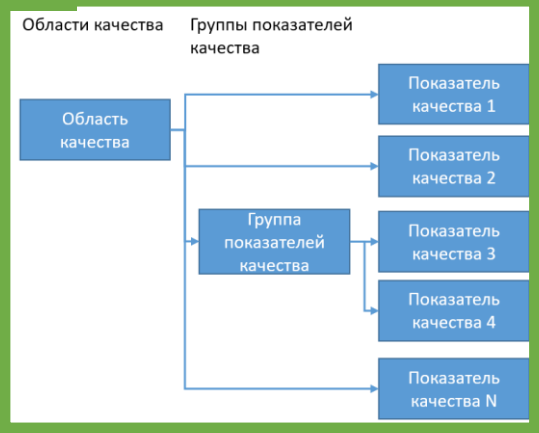 Области качества
Группы показателей
качества
Показатель
качества 1
Область
качества
Показатель
качества 2
Группа
показателей
качества
Показатель
качества 3
Показатель
качества 4
Показатель
качества N